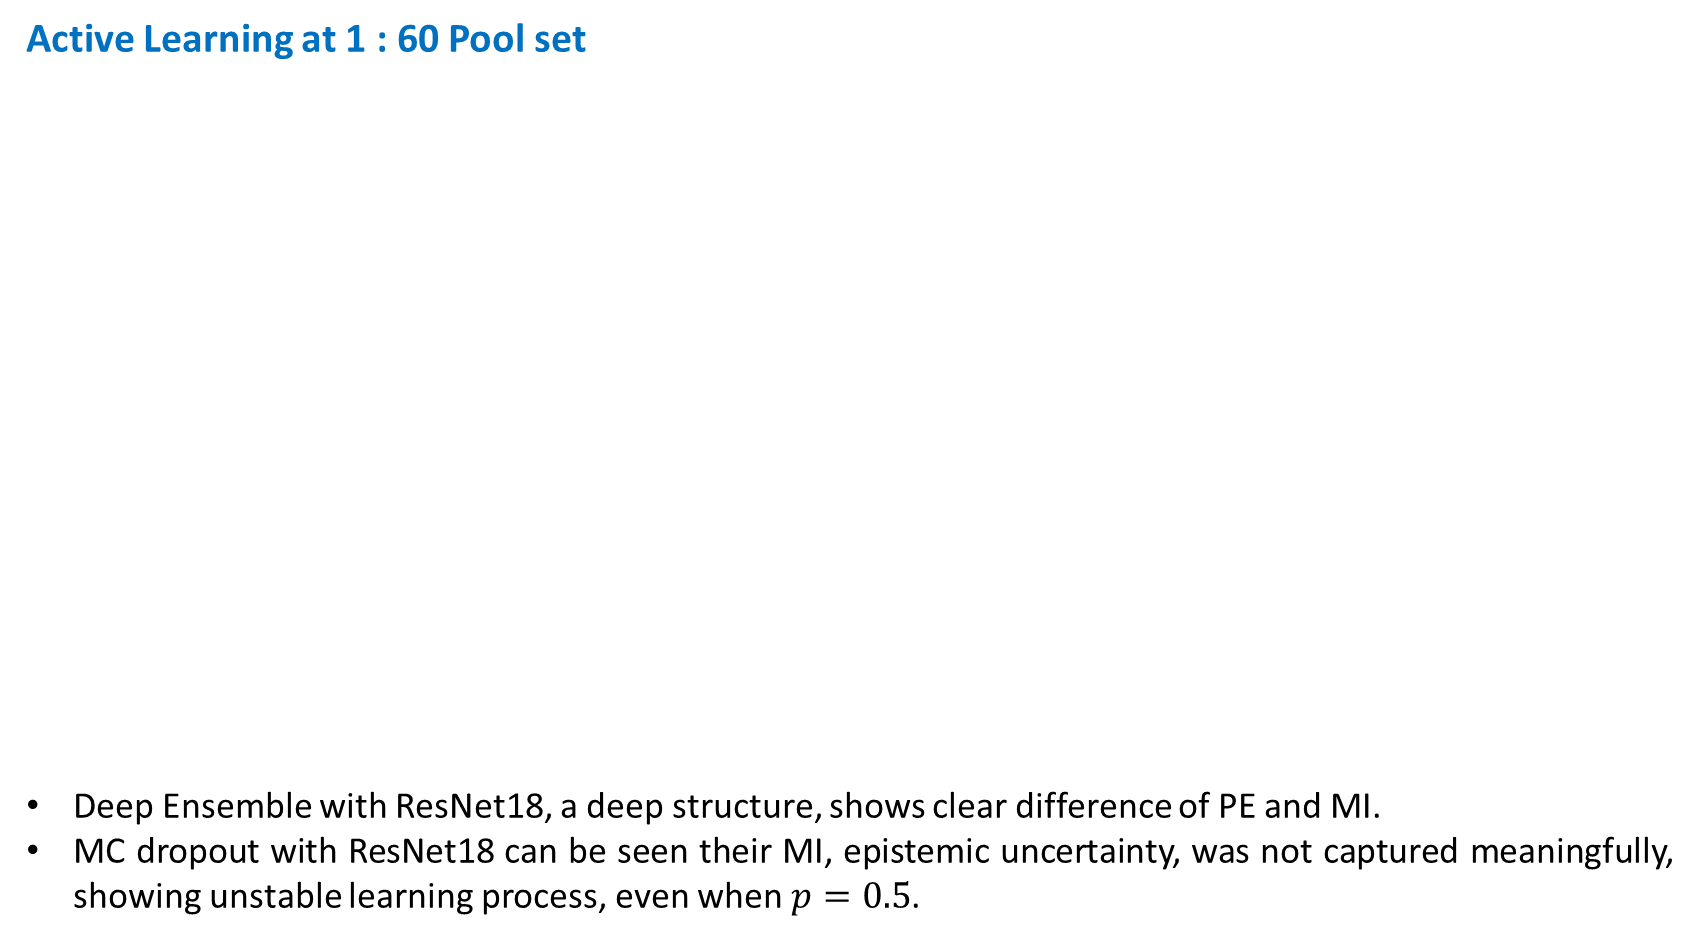 Active Learning at 1 : 60 Pool set
• Deep Ensemble with ResNet18, a deep structure, shows clear difference of PE and MI.
• MC dropout with ResNet18 can be seen their MI, epistemic uncertainty, was not captured meaningfully,
showing unstable learning process, even when p = 0.5.